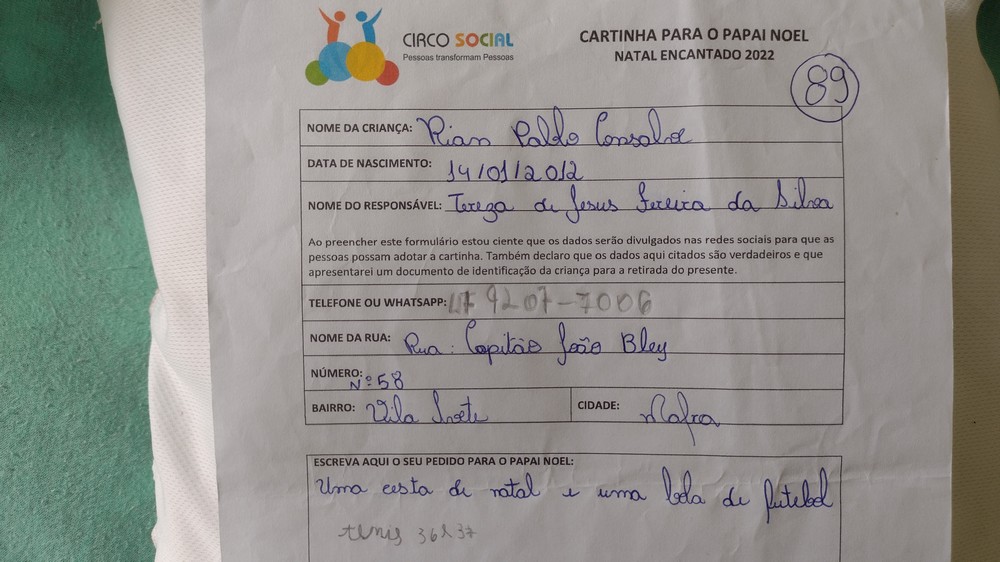 CIRCO SOCIAL
Pessoas transformam Pessoas
CARTINHA PARA O PAPAI NOEL
NATAL ENCANTADO 2022
89
NOME DA CRIANÇA: Rian Pablo
DATA DE NASCIMENTO: 14/01/2012
NOME DO RESPONSÁVEL: Tereza de Jesus Fereira da Silva
Ao preencher este formulário estou ciente que os dados serão divulgados nas redes sociais para que as
pessoas possam adotar a cartinha. Também declaro que os dados aqui citados são verdadeiros e que
apresentarei um documento de identificação da criança para a retirada do presente.
TELEFONE OU WHATSAPP: 9207-7006
NOME DA RUA: Rua: Capitão João Bley
NÚMERO: Nº 58
BAIRRO: Vila Ivete CIDADE: Mafra
ESCREVA AQUI O SEU PEDIDO PARA O PAPAI NOEL:
Uma cesta de natal e uma bola de futebol
tenis 36